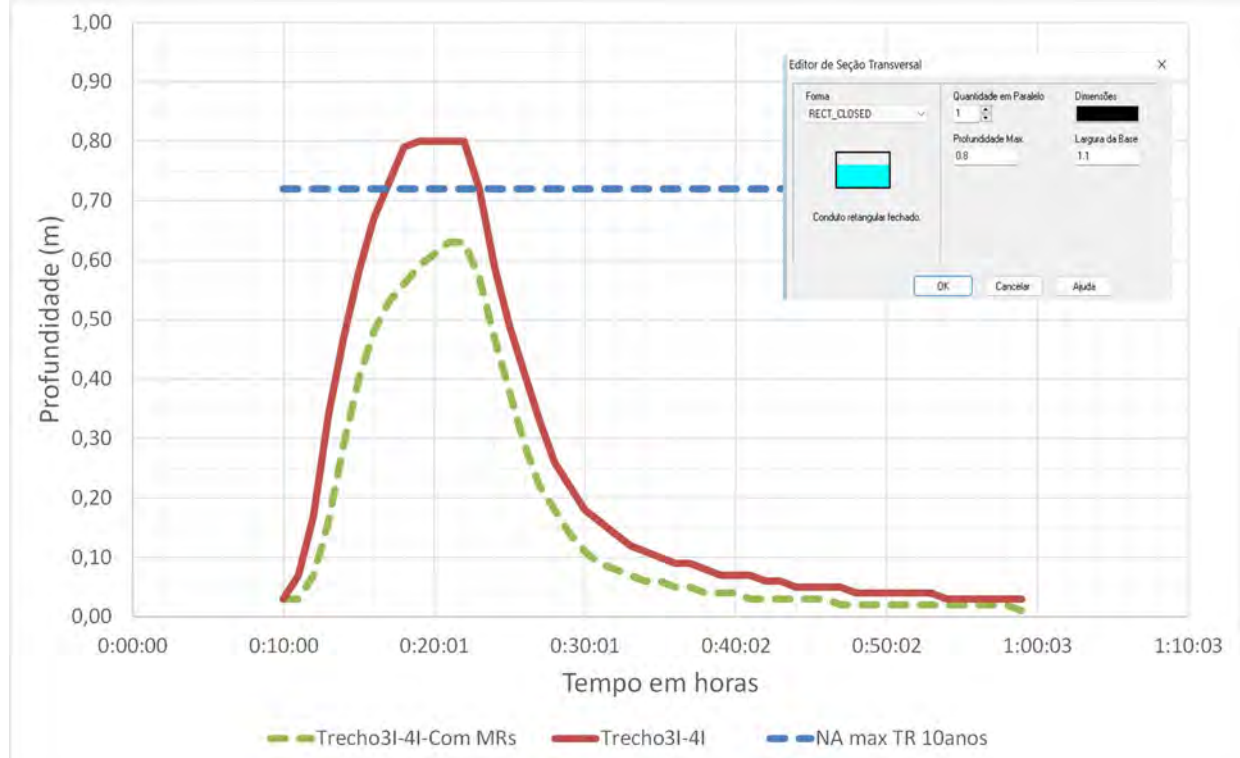 1,00
0,90
0,80
0,70
0,60
0,50
0,40
0,30
0,20
0,10
0,00
Profundidade (m)
Editor de Seção Transversal
Forma
RECT_CLOSED
Quantidade em Paralelo
1
Dimensões
Profundidade Max.
0.8
Largura da Base
1.1
Conduto retangular fechado.
OK Cancelar Ajuda
0:00:00 0:10:00 0:20:01 0:30:01 0:40:02 0:50:02 1:00:03 1:10:03
Tempo em horas
Trecho3I-4I-Com MRs Trecho3I-4I NA max TR 10anos